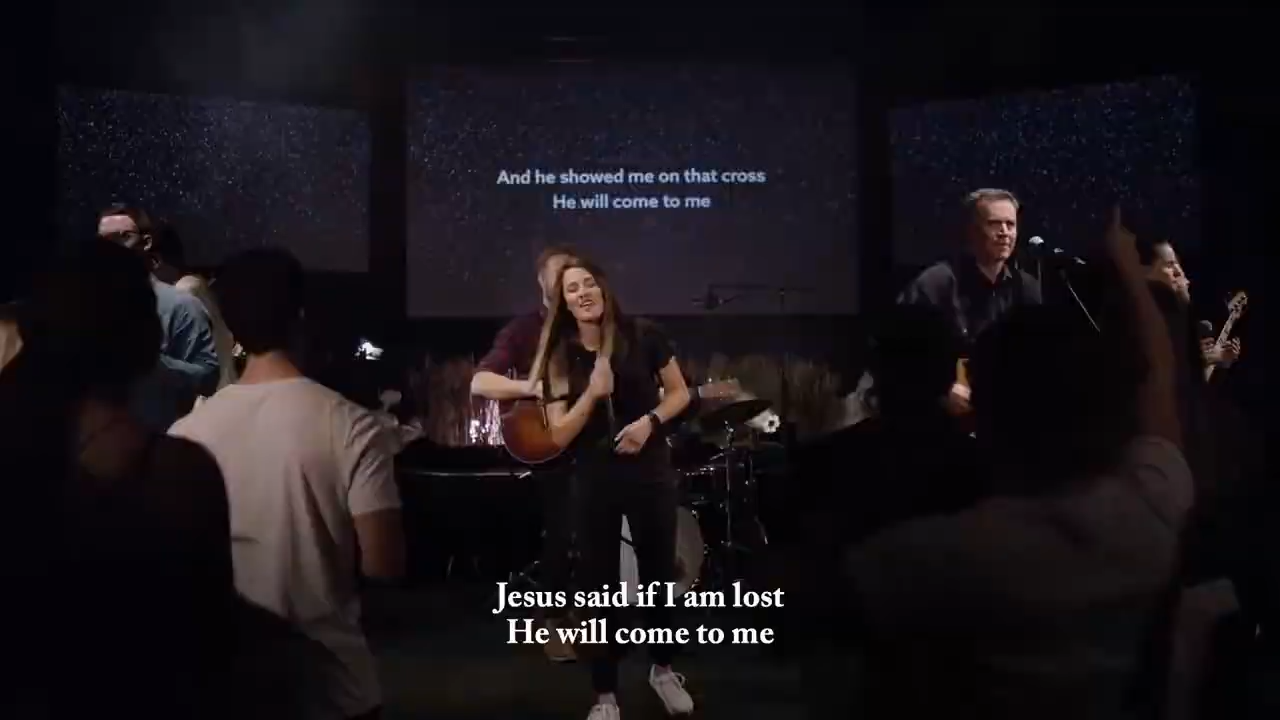 And he showed me on that cross
He will come to me
Jesus said if I am lost
He will come to me